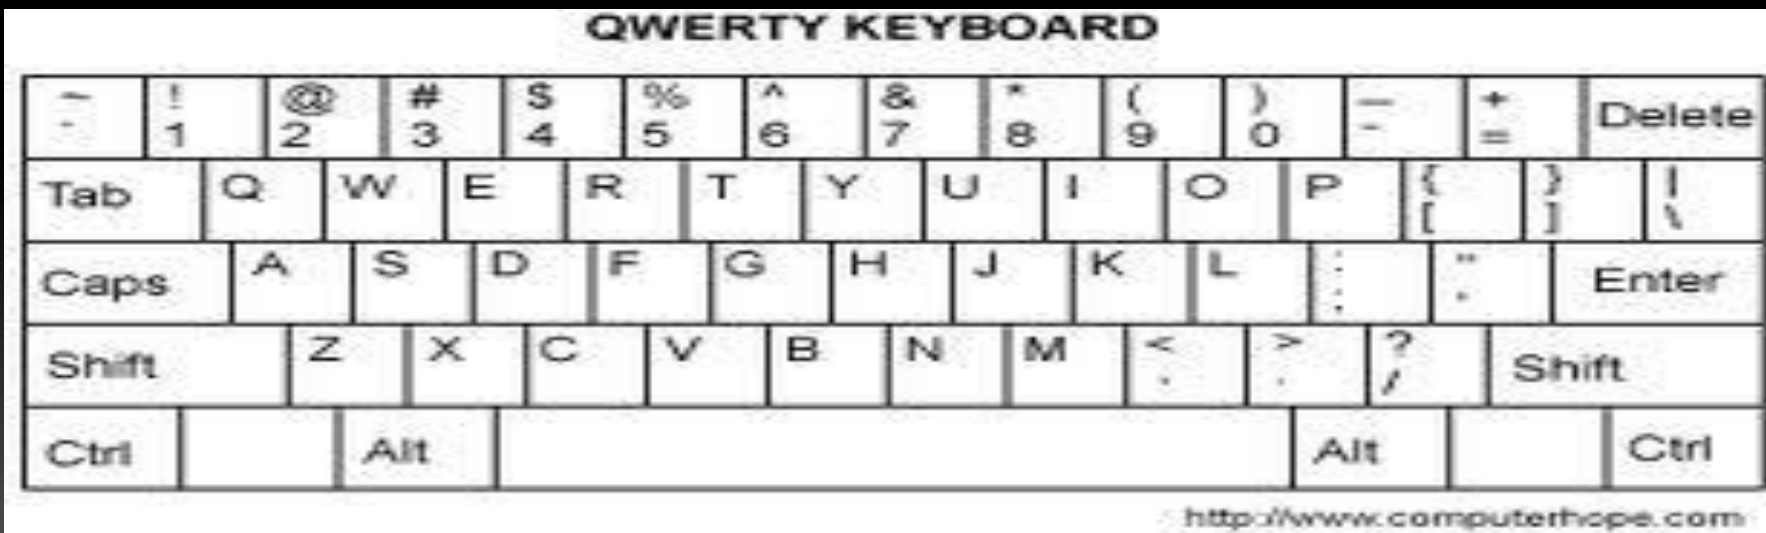 QWERTY KEYBOARD
~ ! @ # $ % ^ & * ( ) _ +
` 1 2 3 4 5 6 7 8 9 0 - = Delete
Tab Q W E R T Y U I O P { } |
[ ] \
Caps A S D F G H J K L : " Enter
; '
Shift Z X C V B N M < > ? Shift
, . /
Ctrl Alt Alt Ctrl
http://www.computerhope.com